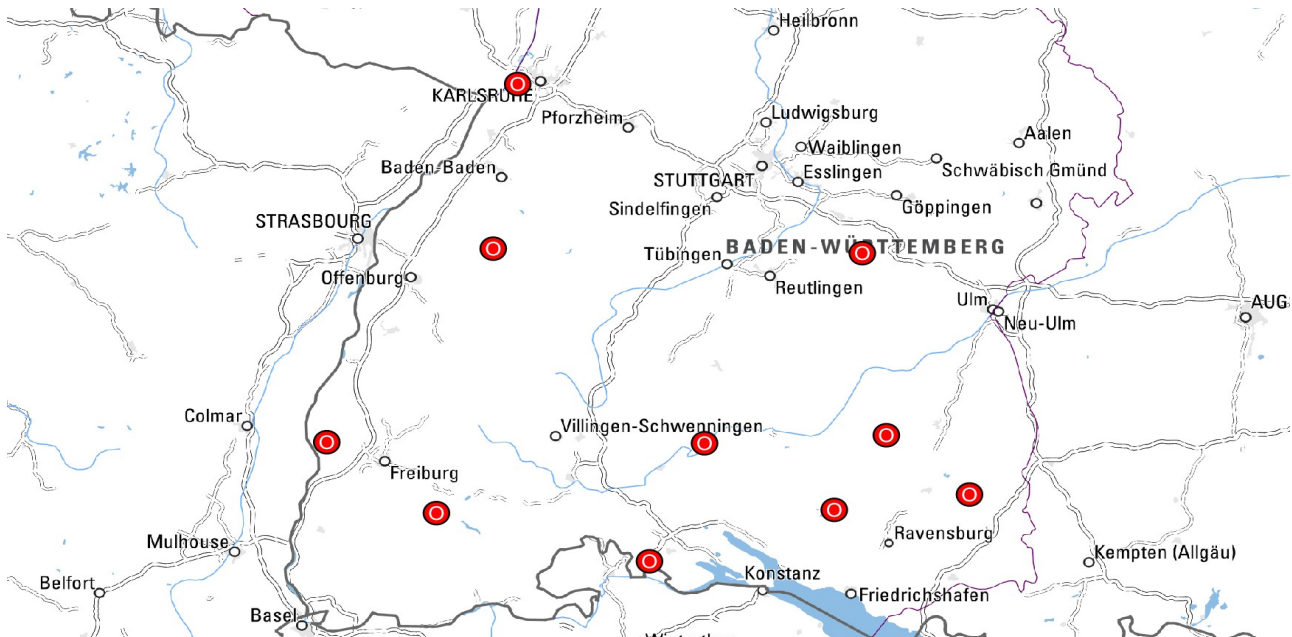 Heilbronn
KARLSRUHE
O
Pforzheim
Ludwigsburg
Aalen
Waiblingen
Baden-Baden
STUTTGART
Esslingen
Schwäbisch Gmünd
Sindelfingen
Göppingen
STRASBOURG
O
Tübingen
BADEN-WÜRTTEMBERG
O
Offenburg
Reutlingen
Ulm
Neu-Ulm
AUG
Colmar
O
Villingen-Schwenningen
O
O
Freiburg
O
O
O
Ravensburg
Mulhouse
O
Kempten (Allgäu)
Belfort
Konstanz
Friedrichshafen
Basel